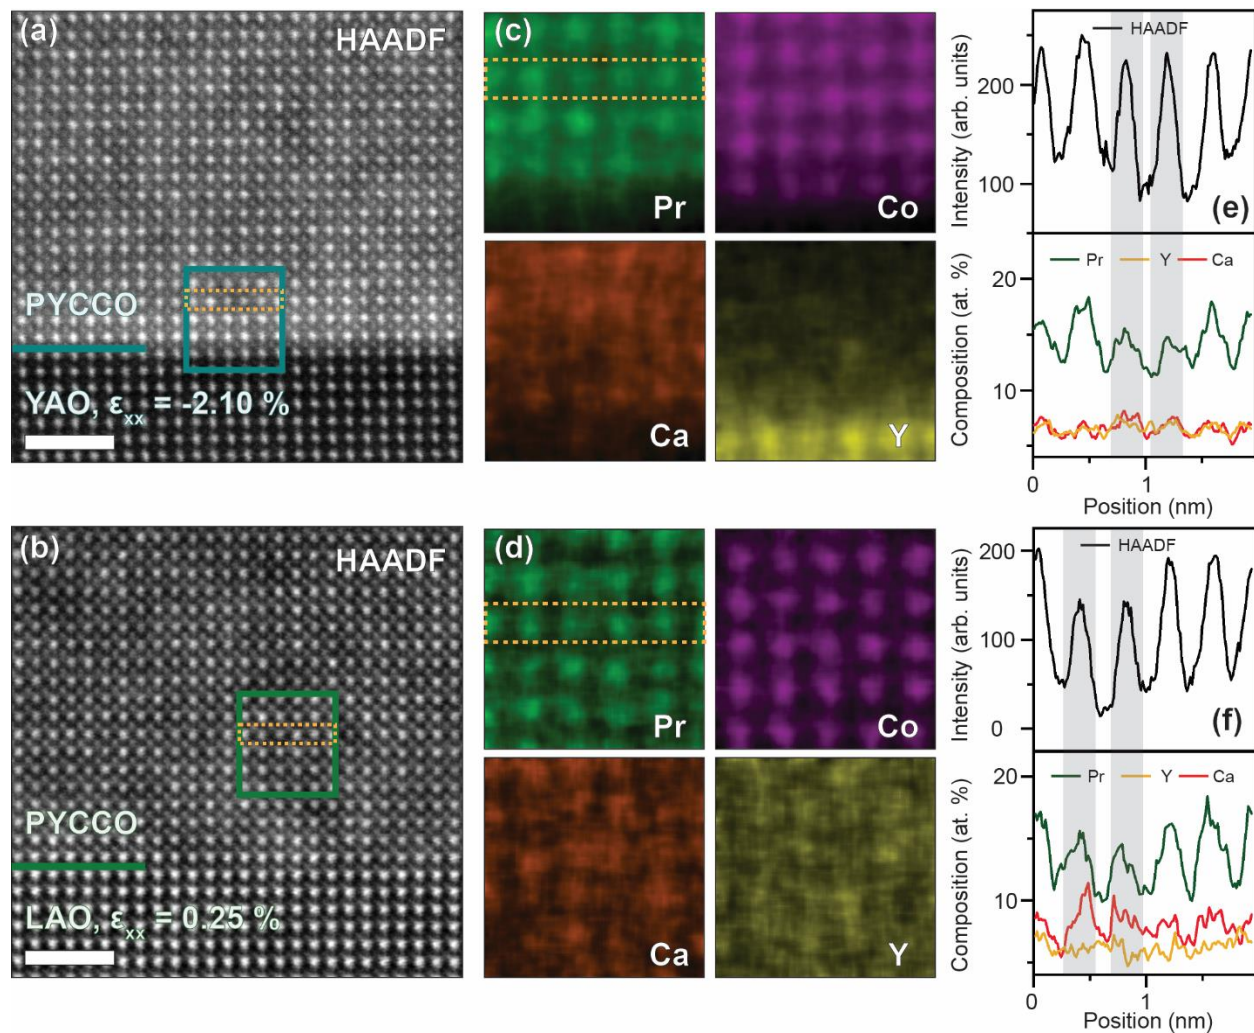 (a)
HAADF
PYCCO
YAO, εxx = -2.10 %
(c)
Pr
Co
Ca
Y
HAADF
200
100
Intensity (arb. units)
(e)
Pr
Y
Ca
20
10
Composition (at. %)
0
1
Position (nm)
(b)
HAADF
PYCCO
LAO, εxx = 0.25 %
(d)
Pr
Co
Ca
Y
HAADF
200
100
0
Intensity (arb. units)
(f)
Pr
Y
Ca
20
10
Composition (at. %)
0
1
Position (nm)